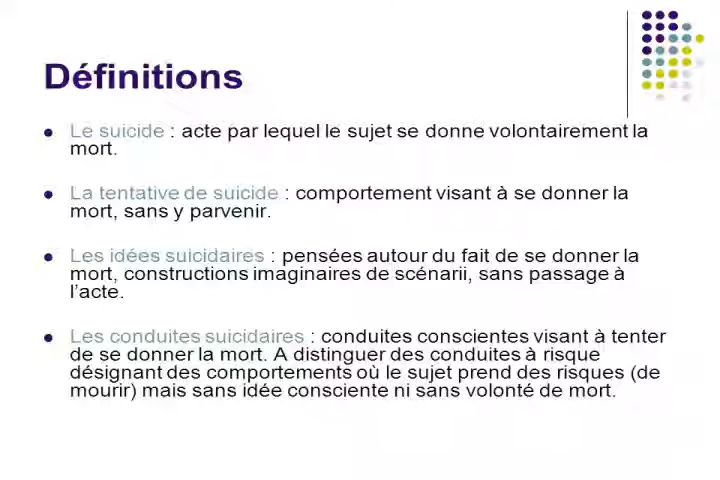 Définitions
Le suicide : acte par lequel le sujet se donne volontairement la
mort.
La tentative de suicide : comportement visant à se donner la
mort, sans y parvenir.
Les idées suicidaires : pensées autour du fait de se donner la
mort, constructions imaginaires de scénarii, sans passage à
l'acte.
Les conduites suicidaires : conduites conscientes visant à tenter
de se donner la mort. A distinguer des conduites à risque
désignant des comportements où le sujet prend des risques (de
mourir) mais sans idée consciente ni sans volonté de mort.